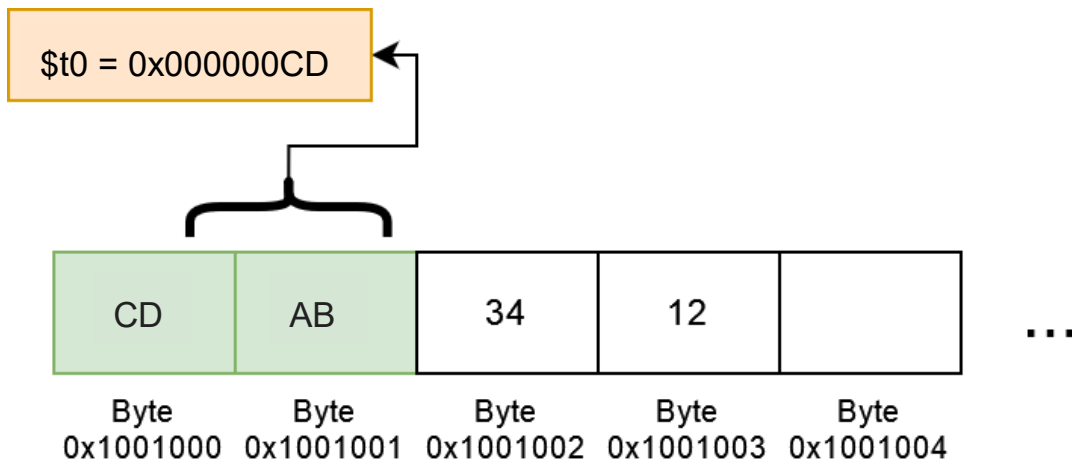 $t0 = 0x000000CD
CD AB 34 12
...
Byte Byte Byte Byte Byte
0x1001000 0x1001001 0x1001002 0x1001003 0x1001004